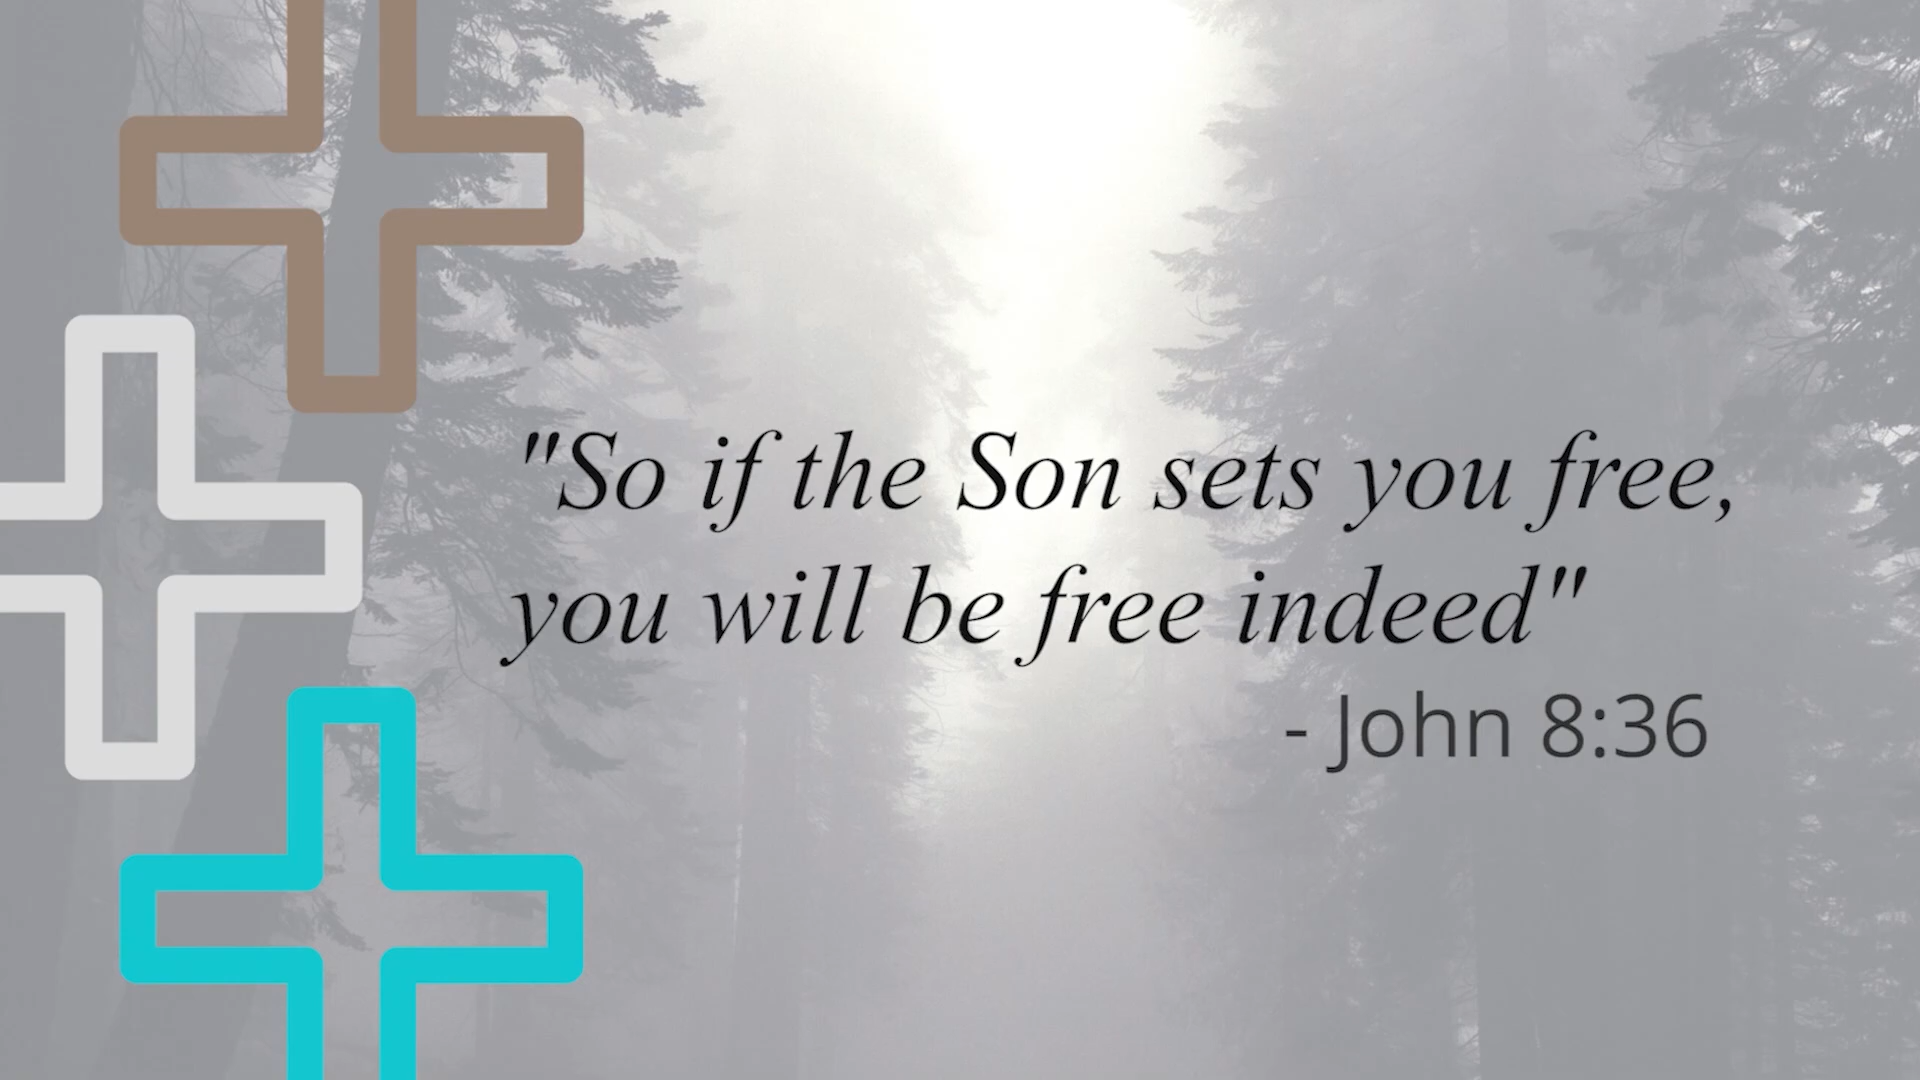 "So if the Son sets you free,
you will be free indeed"
- John 8:36